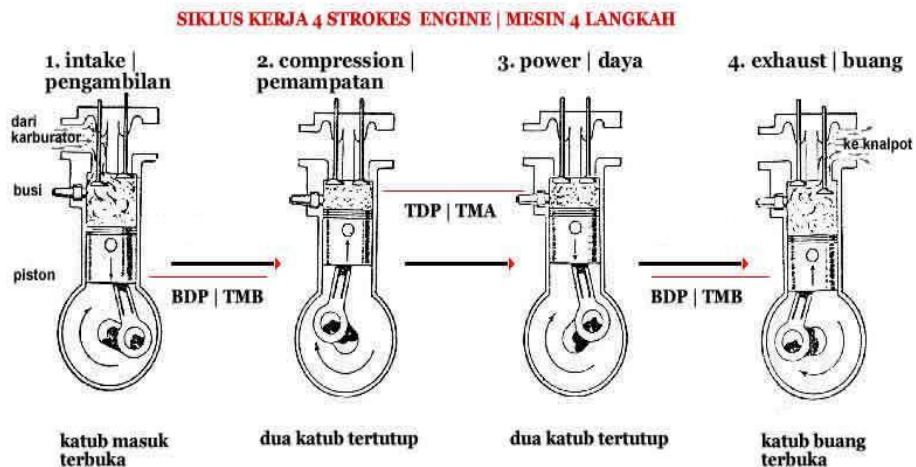 SIKLUS KERJA 4 STROKES ENGINE | MESIN 4 LANGKAH
1. intake |
pengambilan
2. compression |
pemampatan
3. power | daya
4. exhaust | buang
dari
karburator
ke knalpot
busi
TDP | TMA
piston
BDP | TMB
BDP | TMB
katub masuk
terbuka
dua katub tertutup
dua katub tertutup
katub buang
terbuka